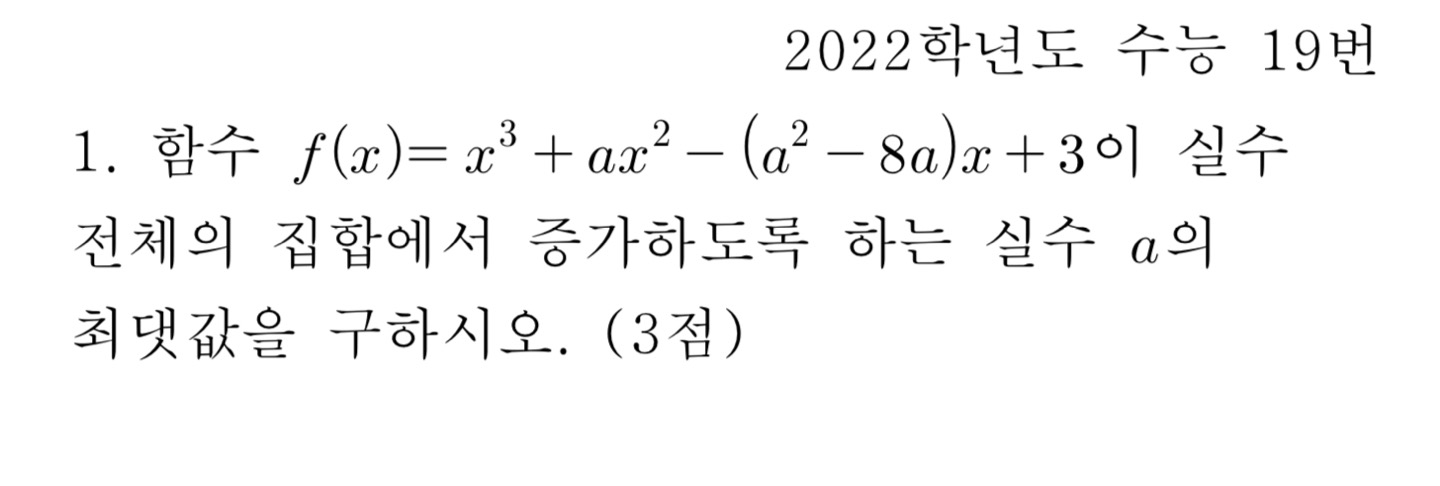 2022학년도 수능 19번
1. 함수 f(x)=x³+ax²-(a²-8a)x+3이 실수
전체의 집합에서 증가하도록 하는 실수 a의
최댓값을 구하시오. (3점)